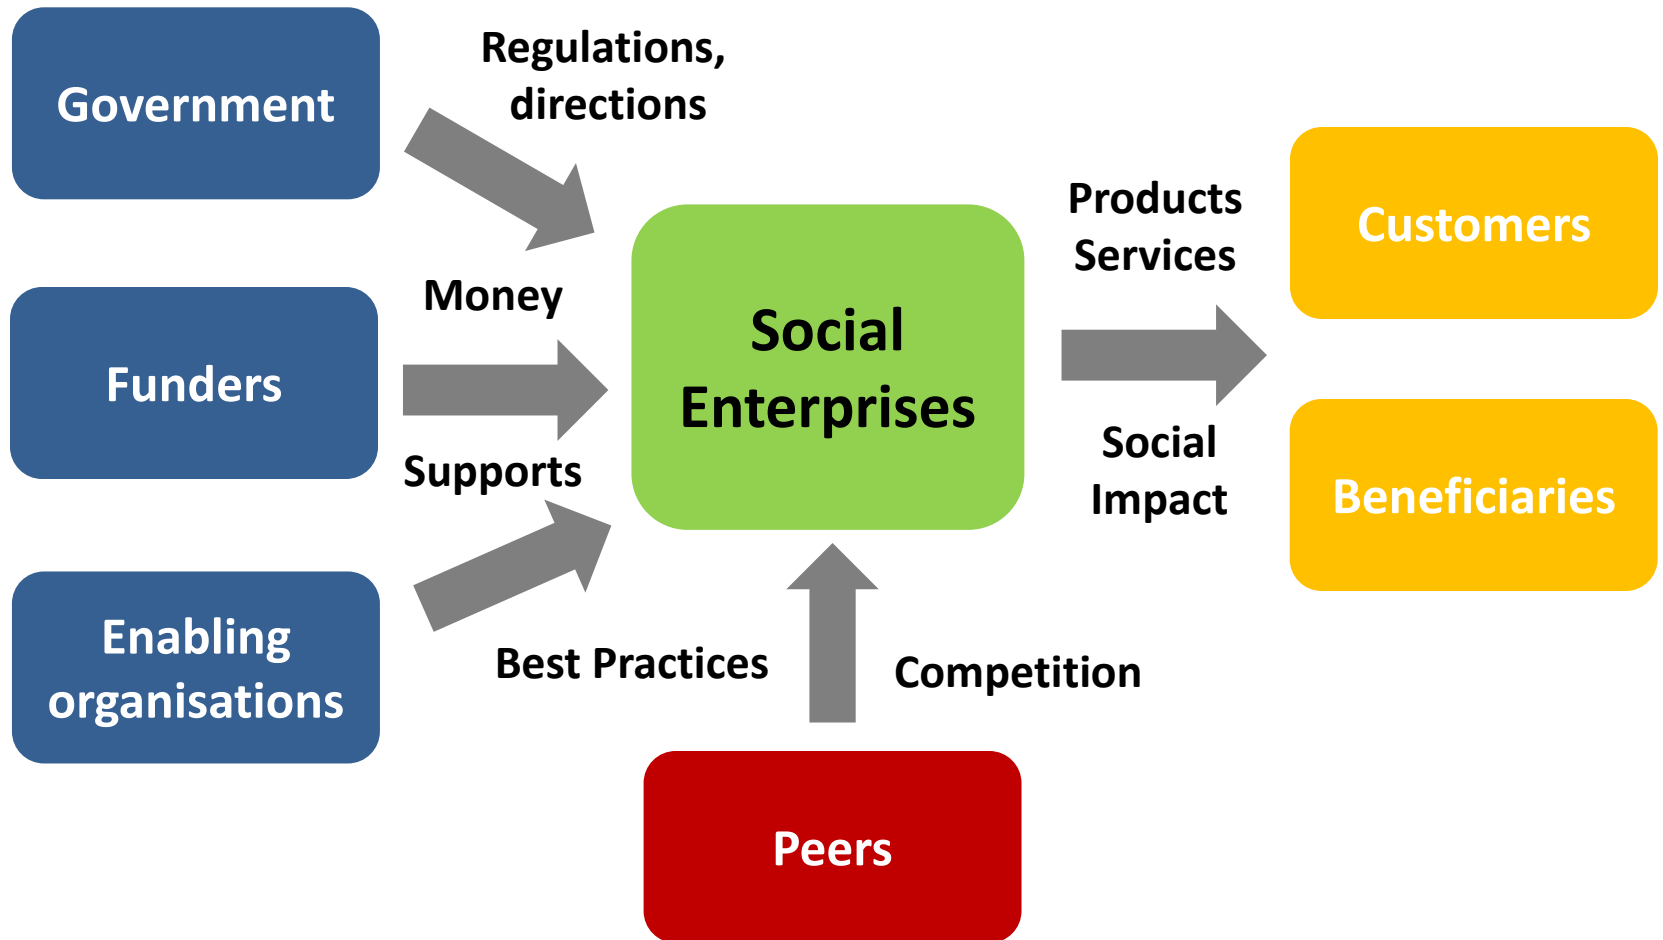 Government
Regulations,
directions
Funders
Money
Supports
Enabling
organisations
Best Practices
Social
Enterprises
Competition
Peers
Products
Services
Social
Impact
Customers
Beneficiaries